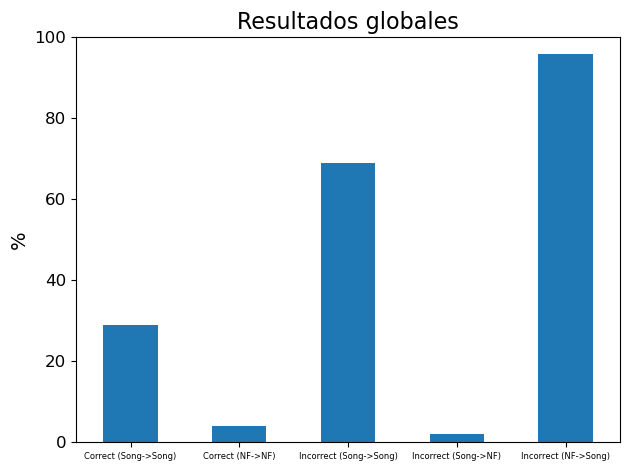 Resultados globales
100
80
60
40
20
0
%
Correct (Song->Song)
Correct (NF->NF)
Incorrect (Song->Song)
Incorrect (Song->NF)
Incorrect (NF->Song)